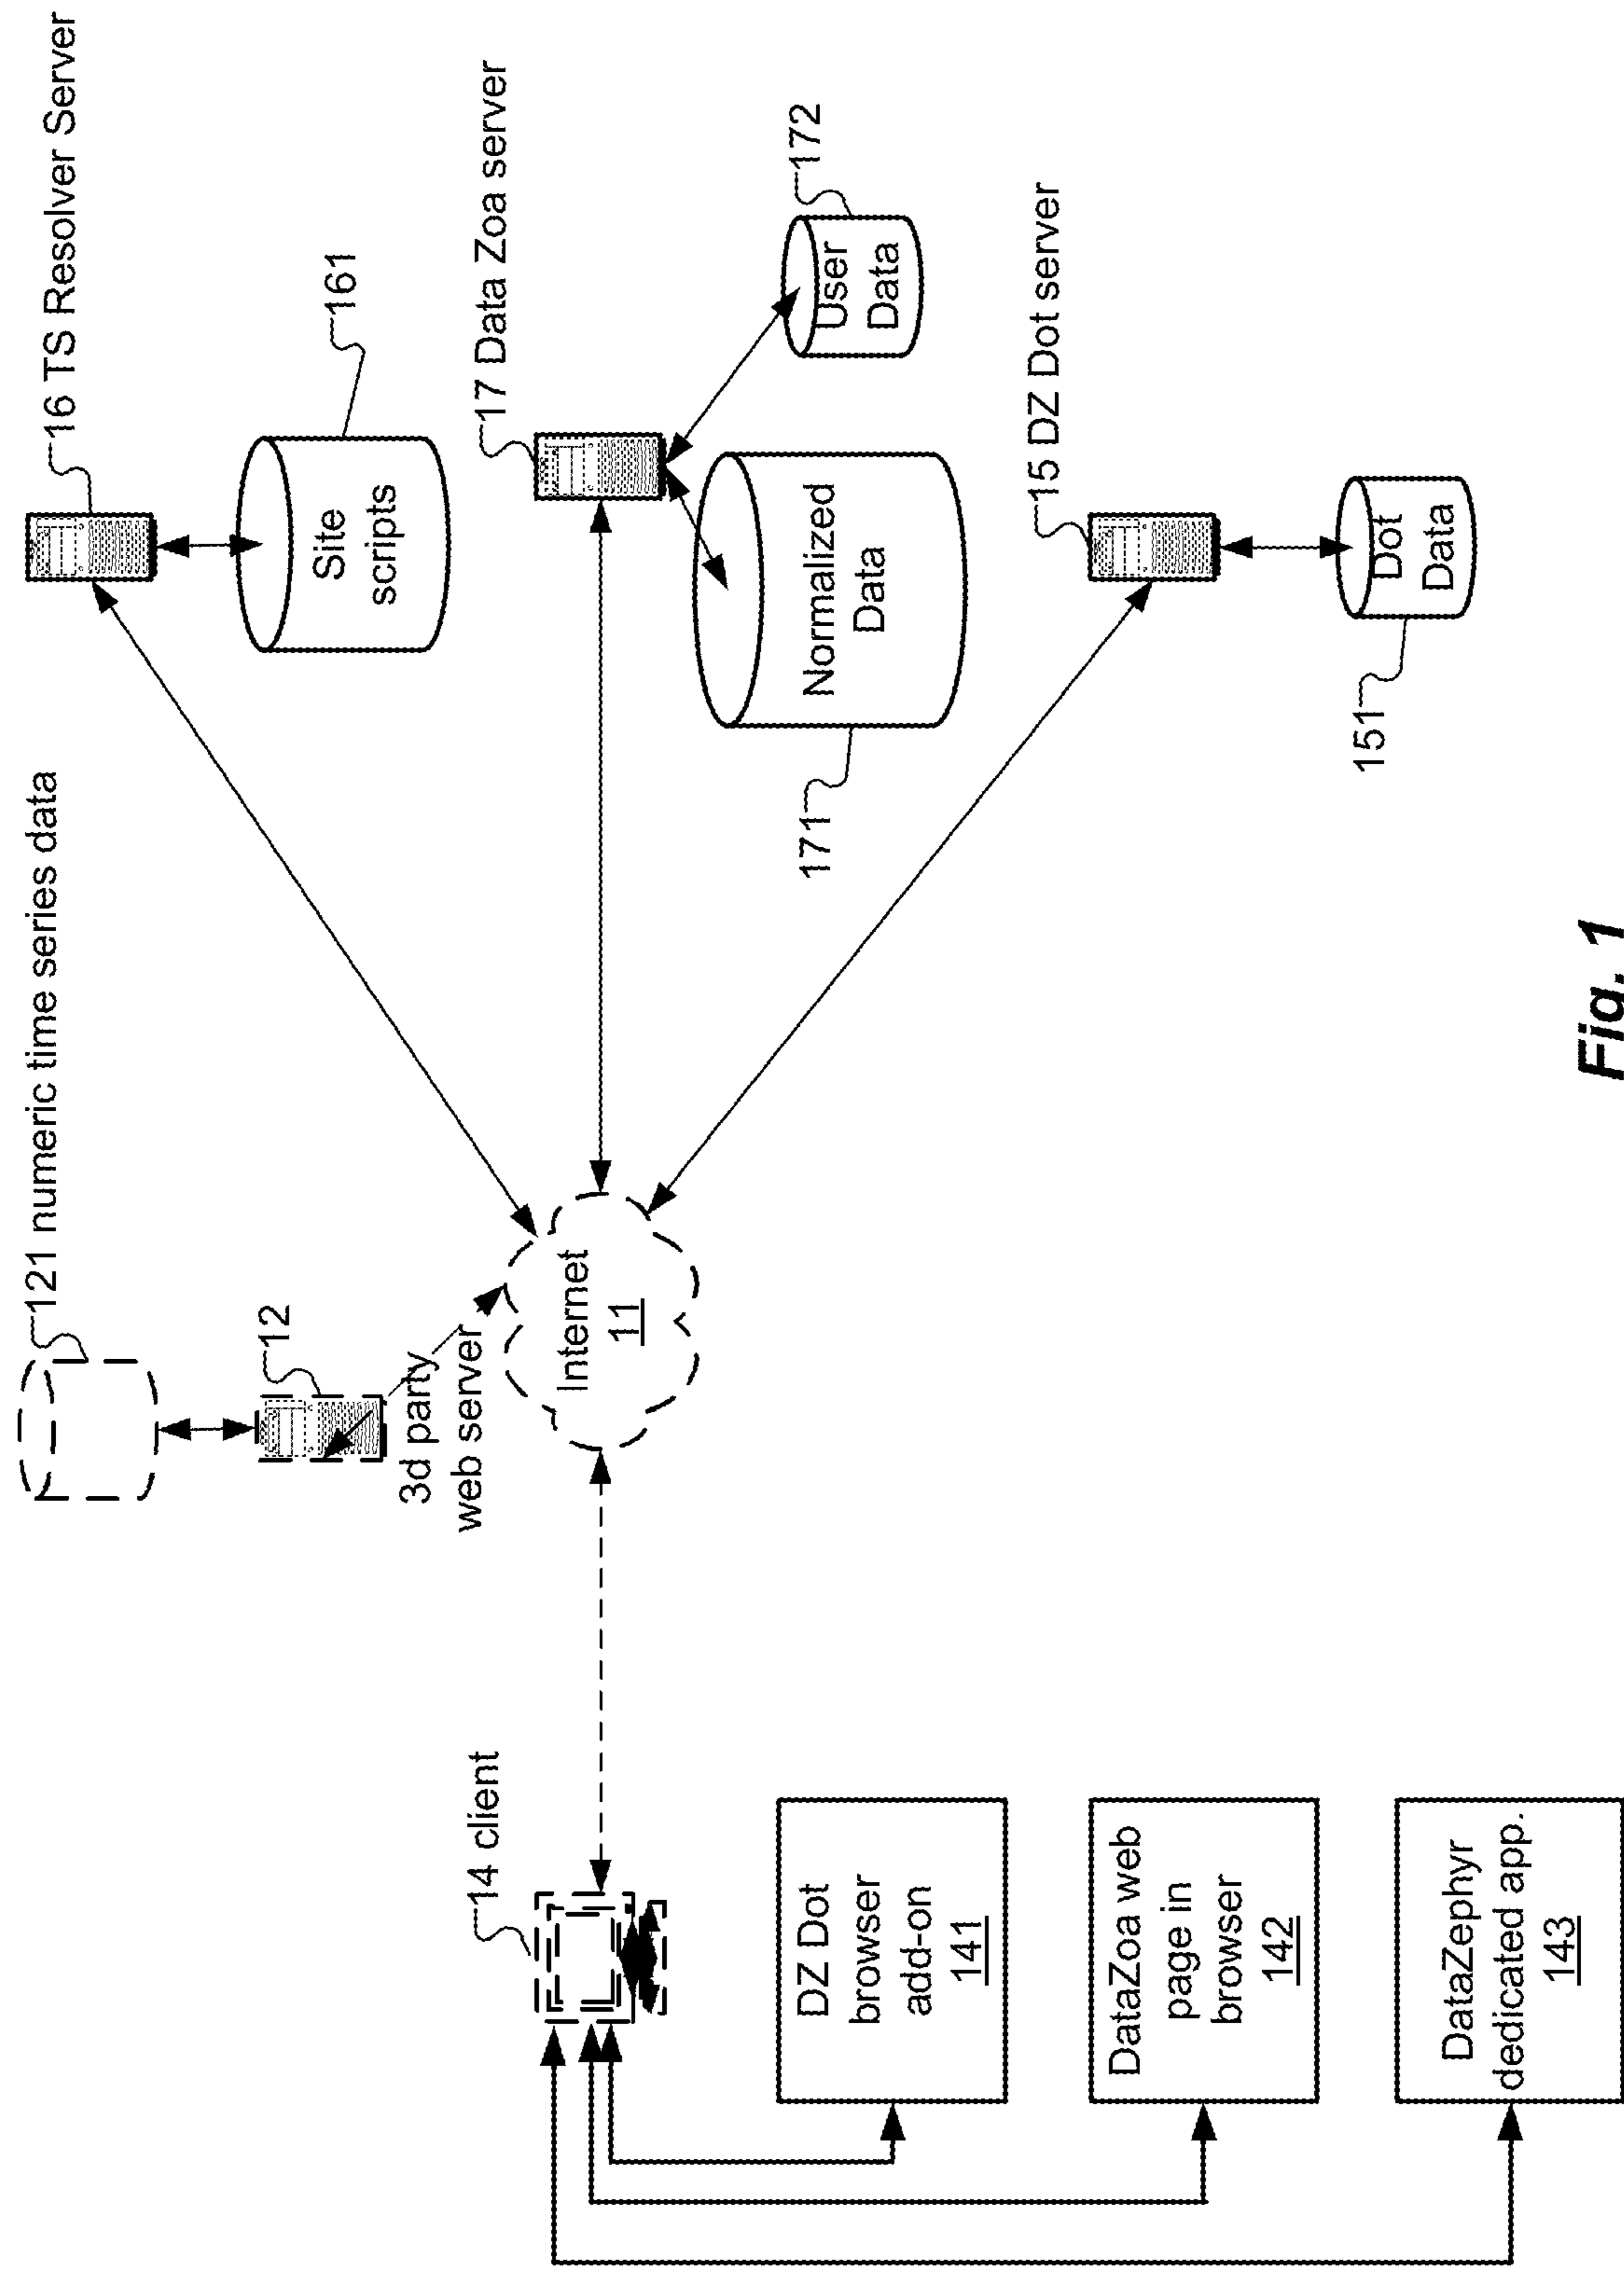 121 numeric time series data
16 TS Resolver Server
12
161
Site
scripts
3d party
web server
14 client
17 Data Zoa server
Internet
11
172
User
Data
Normalized
Data
171
DZ Dot
browser
add-on
141
15 DZ Dot server
DataZoa web
page in
browser
142
Dot
Data
151
DataZephyr
dedicated app.
143
Fig. 1